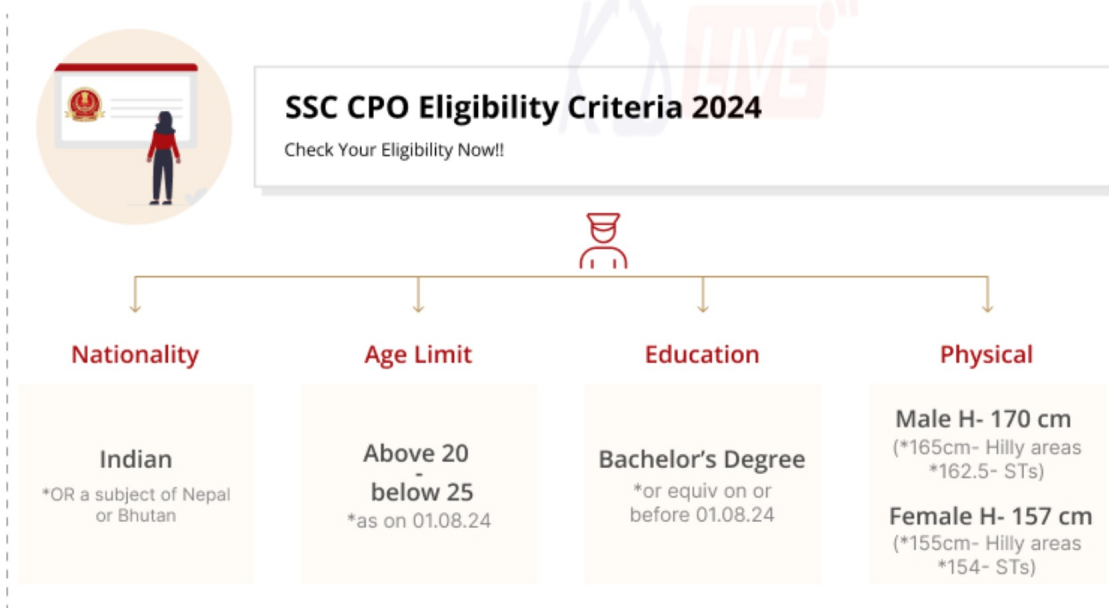 LIVE
SSC CPO Eligibility Criteria 2024
Check Your Eligibility Now!!
Nationality
Indian
*OR a subject of Nepal
or Bhutan
Age Limit
Above 20
-
below 25
*as on 01.08.24
Education
Bachelor's Degree
*or equiv on or
before 01.08.24
Physical
Male H- 170 cm
(*165cm- Hilly areas
*162.5- STs)
Female H- 157 cm
(*155cm- Hilly areas
*154- STs)